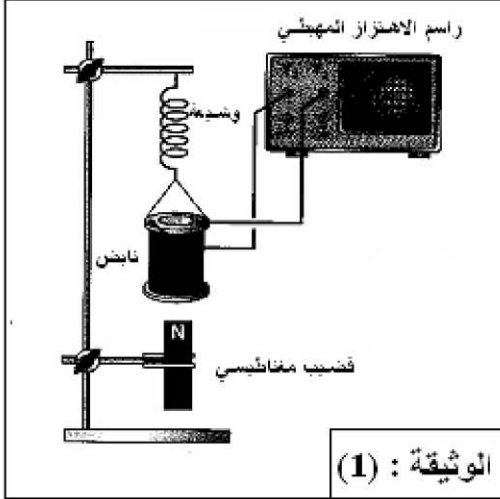 راسم الاهتزاز المهبطي
وشيعة
نابض
N
قضيب مغناطيسي
الوثيقة : (1)